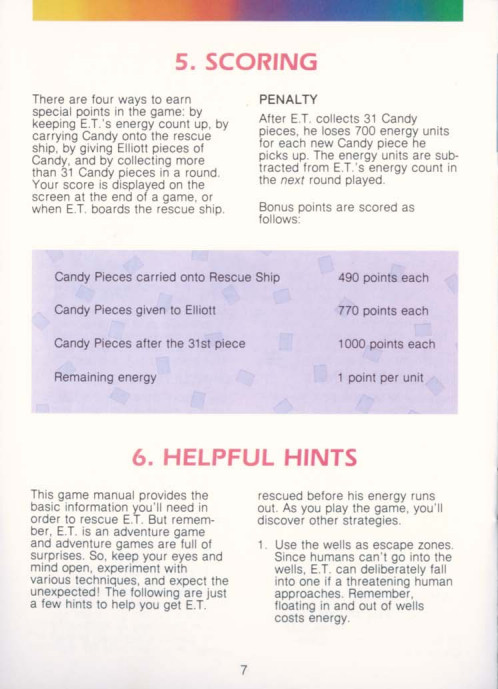 5. SCORING
There are four ways to earn
special points in the game: by
keeping E.T.'s energy count up, by
carrying Candy onto the rescue
ship, by giving Elliott pieces of
Candy, and by collecting more
than 31 Candy pieces in a round.
Your score is displayed on the
screen at the end of a game, or
when E.T. boards the rescue ship.
PENALTY
After E.T. collects 31 Candy
pieces, he loses 700 energy units
for each new Candy piece he
picks up. The energy units are sub-
tracted from E.T.'s energy count in
the next round played.
Bonus points are scored as
follows:
Candy Pieces carried onto Rescue Ship 490 points each
Candy Pieces given to Elliott 770 points each
Candy Pieces after the 31st piece 1000 points each
Remaining energy 1 point per unit
6. HELPFUL HINTS
This game manual provides the
basic information you'll need in
order to rescue E.T. But remem-
ber, E.T. is an adventure game
and adventure games are full of
surprises. So, keep your eyes and
mind open, experiment with
various techniques, and expect the
unexpected! The following are just
a few hints to help you get E.T.
rescued before his energy runs
out. As you play the game, you'll
discover other strategies.
1. Use the wells as escape zones.
Since humans can't go into the
wells, E.T. can deliberately fall
into one if a threatening human
approaches. Remember,
floating in and out of wells
costs energy.
7